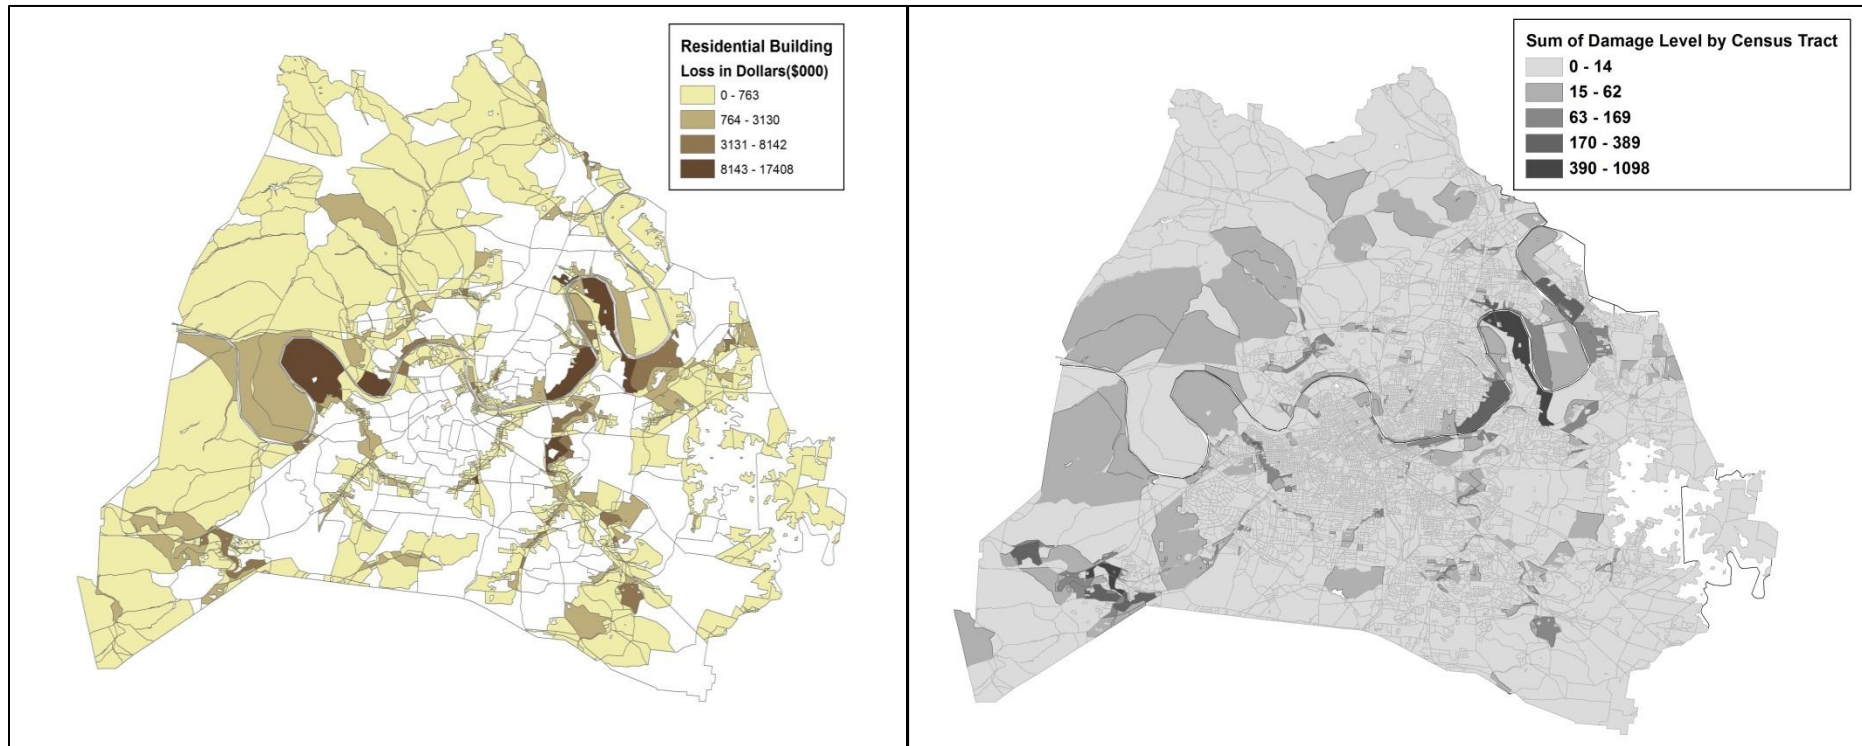 Residential Building
Loss in Dollars($000)
0 - 763
764 - 3130
3131 - 8142
8143 - 17408
Sum of Damage Level by Census Tract
0 - 14
15 - 62
63 - 169
170 - 389
390 - 1098